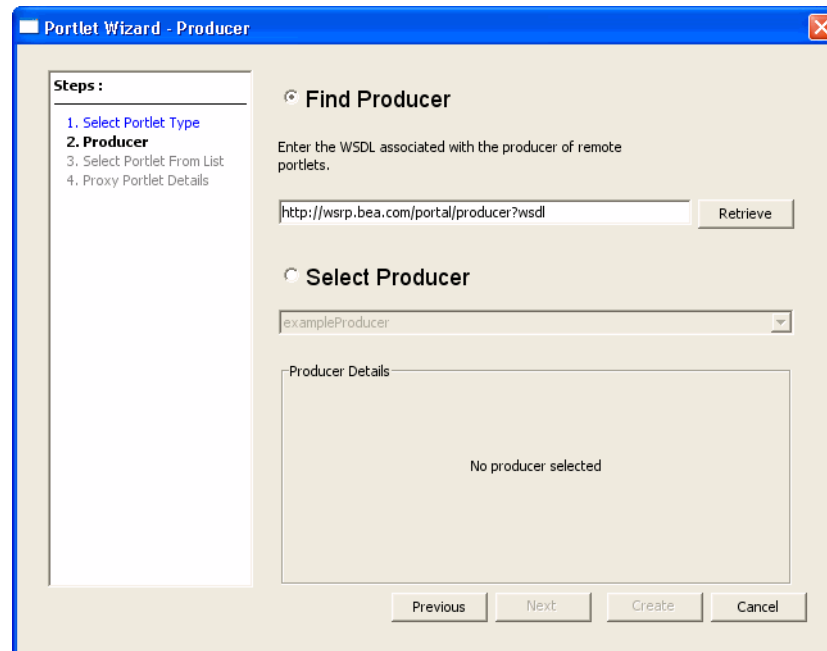 Portlet Wizard - Producer
Steps :
1. Select Portlet Type
2. Producer
3. Select Portlet From List
4. Proxy Portlet Details
Find Producer
Enter the WSDL associated with the producer of remote
portlets.
http://wsrp.bea.com/portal/producer?wsdl
Retrieve
Select Producer
exampleProducer
Producer Details
No producer selected
Previous
Next
Create
Cancel